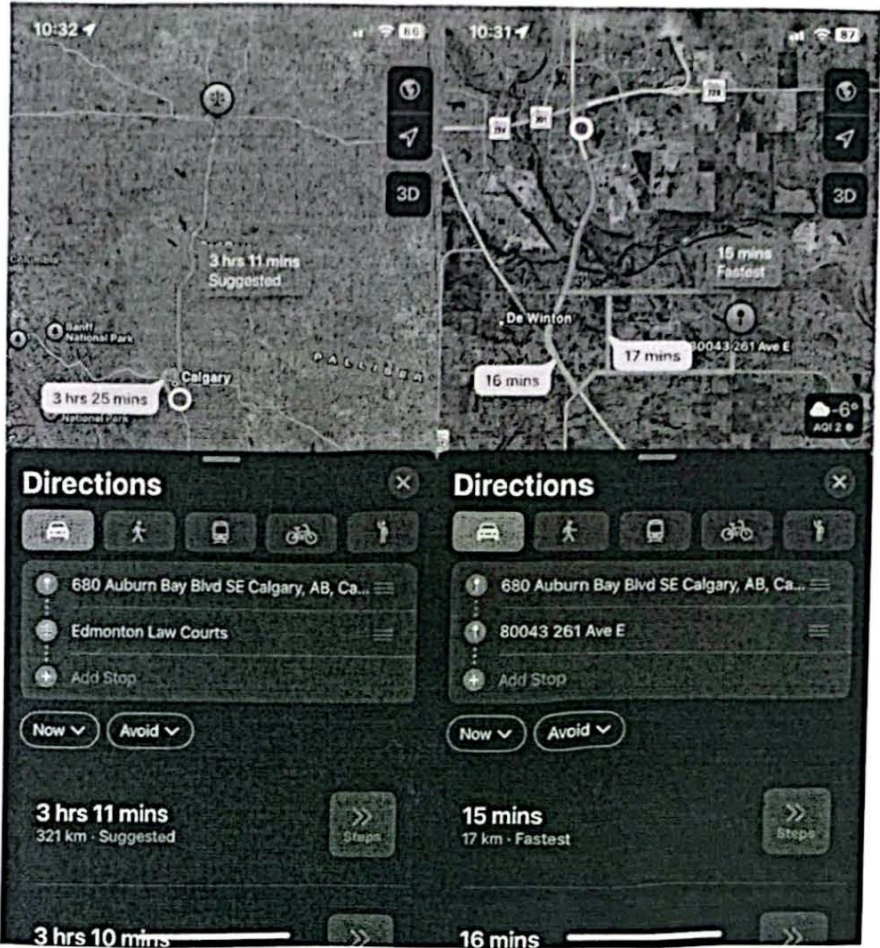 10:32
66
3D
3 hrs 11 mins
Suggested
Banff
National Park
Calgary
3 hrs 25 mins
National Park
Directions
680 Auburn Bay Blvd SE Calgary, AB, Ca...
Edmonton Law Courts
Add Stop
Now
Avoid
3 hrs 11 mins
321 km · Suggested
Steps
3 hrs 10 mins
10:31
87
3D
15 mins
Fastest
De Winton
80043 261 Ave E
17 mins
16 mins
-6°
AQI 2
Directions
680 Auburn Bay Blvd SE Calgary, AB, Ca...
80043 261 Ave E
Add Stop
Now
Avoid
15 mins
17 km · Fastest
Steps
16 mins